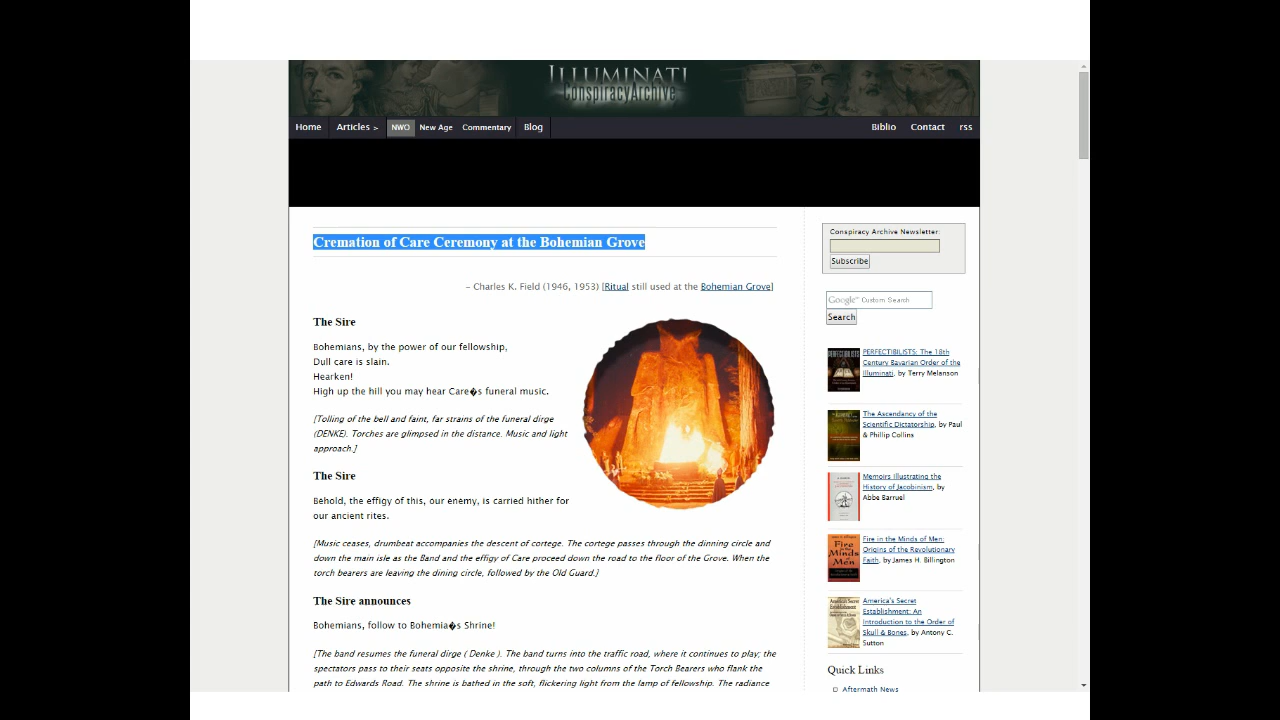 ILLUMINATI
ConspiracyArchive
Home Articles > NWO New Age Commentary Blog Biblio Contact rss
Cremation of Care Ceremony at the Bohemian Grove
– Charles K. Field (1946, 1953) [Ritual still used at the Bohemian Grove]
The Sire
Bohemians, by the power of our fellowship,
Dull care is slain.
Hearken!
High up the hill you may hear Care�s funeral music.
[Tolling of the bell and faint, far strains of the funeral dirge
(DENKE). Torches are glimpsed in the distance. Music and light
approach.]
The Sire
Behold, the effigy of this, our enemy, is carried hither for
our ancient rites.
[Music ceases, drumbeat accompanies the descent of cortege. The cortege passes through the dinning circle and
down the main isle as the Band and the effigy of Care proceed down the road to the floor of the Grove. When the
torch bearers are leaving the dining circle, followed by the Old Guard.]
The Sire announces
Bohemians, follow to Bohemia�s Shrine!
[The band resumes the funeral dirge ( Denke ). The band turns into the traffic road, where it continues to play; the
spectators pass to their seats opposite the shrine, through the two columns of the Torch Bearers who flank the
path to Edwards Road. The shrine is bathed in the soft, flickering light from the lamp of fellowship. The radiance
Conspiracy Archive Newsletter:
Subscribe
Google™ Custom Search
Search
PERFECTIBILISTS: The 18th
Century Bavarian Order of the
Illuminati, by Terry Melanson
The Ascendancy of the
Scientific Dictatorship, by Paul
& Phillip Collins
Memoirs Illustrating the
History of Jacobinism, by
Abbe Barruel
Fire in the Minds of Men:
Origins of the Revolutionary
Faith, by James H. Billington
America's Secret
Establishment: An
Introduction to the Order of
Skull & Bones, by Antony C.
Sutton
Quick Links
Aftermath News